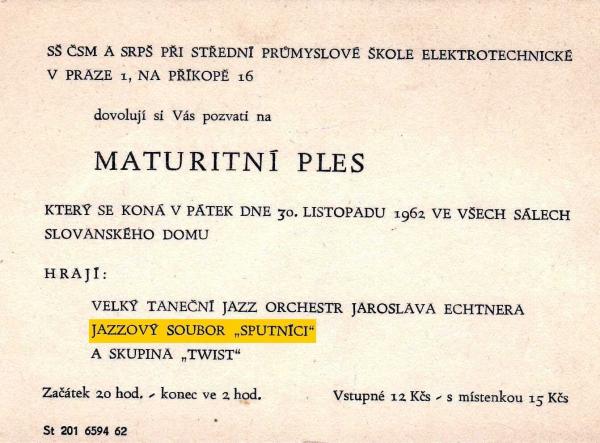 SŠ ČSM A SRPŠ PŘI STŘEDNÍ PRŮMYSLOVÉ ŠKOLE ELEKTROTECHNICKÉ
V PRAZE 1, NA PŘÍKOPĚ 16
dovolují si Vás pozvati na
MATURITNÍ PLES
KTERÝ SE KONÁ V PÁTEK DNE 30. LISTOPADU 1962 VE VŠECH SÁLECH
SLOVANSKÉHO DOMU
HRAJÍ:
VELKÝ TANEČNÍ JAZZ ORCHESTR JAROSLAVA ECHTNERA
JAZZOVÝ SOUBOR „SPUTNÍCI“
A SKUPINA „TWIST“
Začátek 20 hod. - konec ve 2 hod. Vstupné 12 Kčs - s místenkou 15 Kčs
St 201 6594 62